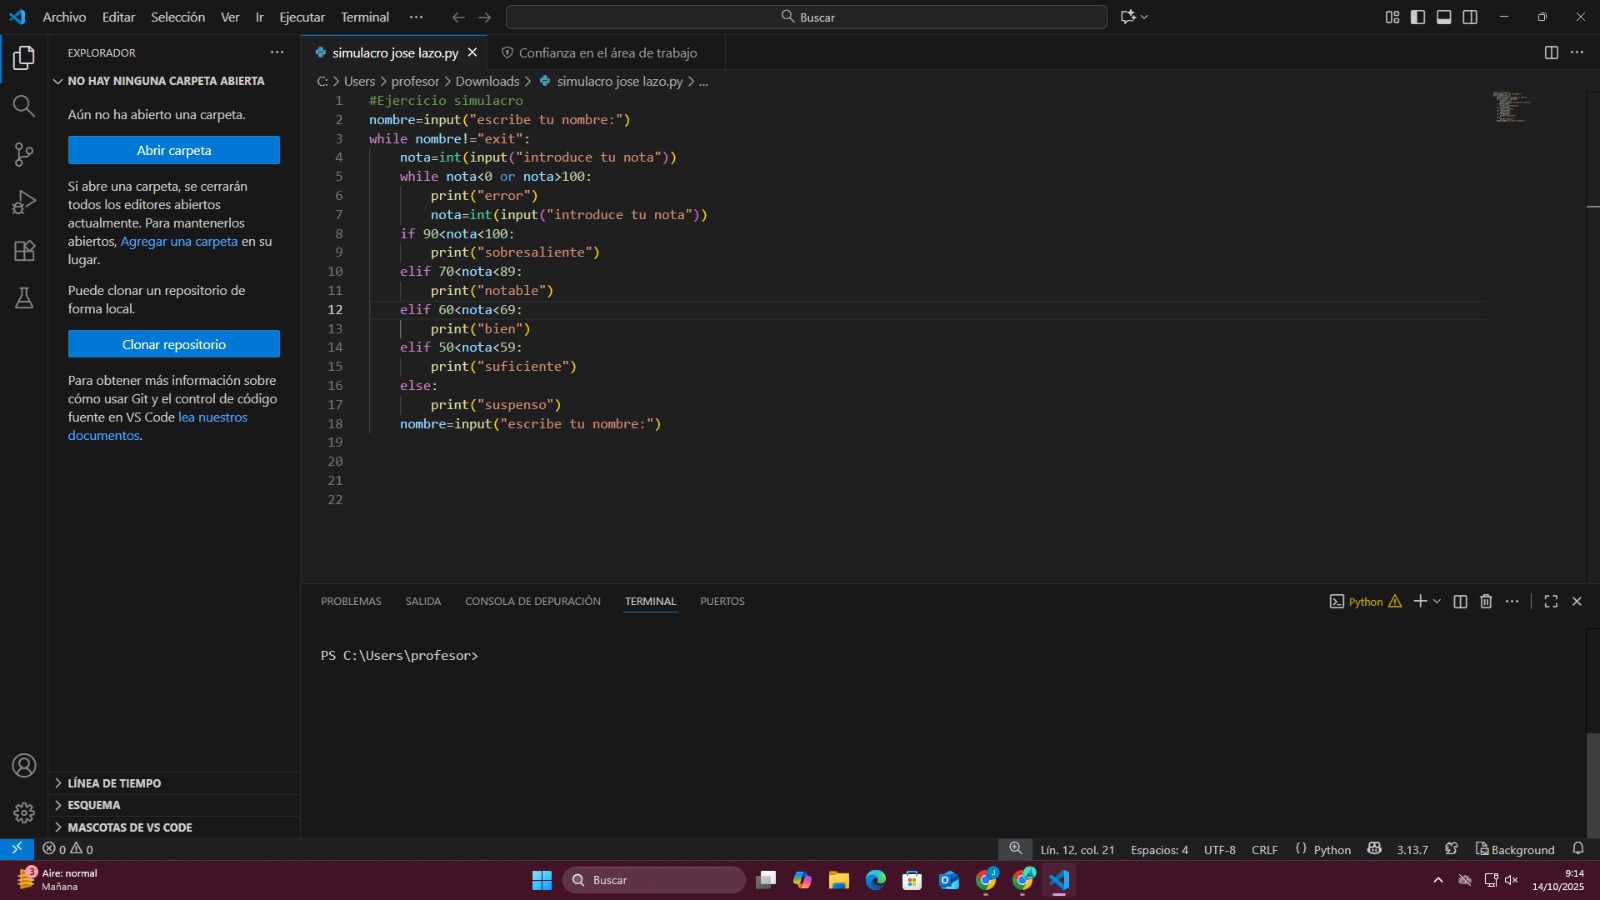 Archivo Editar Selección Ver Ir Ejecutar Terminal ··· Buscar
EXPLORADOR
NO HAY NINGUNA CARPETA ABIERTA
Aún no ha abierto una carpeta.
Abrir carpeta
Si abre una carpeta, se cerrarán
todos los editores abiertos
actualmente. Para mantenerlos
abiertos, Agregar una carpeta en su
lugar.
Puede clonar un repositorio de
forma local.
Clonar repositorio
Para obtener más información sobre
cómo usar Git y el control de código
fuente en VS Code lea nuestros
documentos.
LÍNEA DE TIEMPO
ESQUEMA
MASCOTAS DE VS CODE
simulacro jose lazo.py Confianza en el área de trabajo
C: > Users > profesor > Downloads > simulacro jose lazo.py > ...
1 #Ejercicio simulacro
2 nombre=input("escribe tu nombre:")
3 while nombre!="exit":
4 nota=int(input("introduce tu nota"))
5 while nota<0 or nota>100:
6 print("error")
7 nota=int(input("introduce tu nota"))
8 if 90<nota<100:
9 print("sobresaliente")
10 elif 70<nota<89:
11 print("notable")
12 elif 60<nota<69:
13 print("bien")
14 elif 50<nota<59:
15 print("suficiente")
16 else:
17 print("suspenso")
18 nombre=input("escribe tu nombre:")
19
20
21
22
PROBLEMAS SALIDA CONSOLA DE DEPURACIÓN TERMINAL PUERTOS Python
PS C:\Users\profesor>
0 0 Lín. 12, col. 21 Espacios: 4 UTF-8 CRLF Python 3.13.7 Background
3 Aire: normal
Mañana
Buscar
9:14
14/10/2025